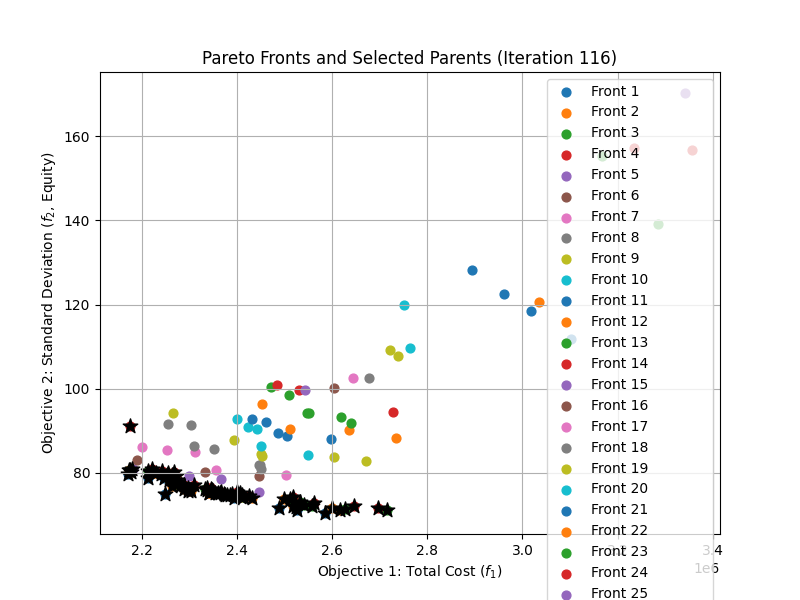 Pareto Fronts and Selected Parents (Iteration 116)
Objective 2: Standard Deviation (f₂, Equity)
160
140
120
100
80
2.2
2.4
2.6
2.8
3.0
3.2
3.4
1e6
Objective 1: Total Cost (f₁)
Front 1
Front 2
Front 3
Front 4
Front 5
Front 6
Front 7
Front 8
Front 9
Front 10
Front 11
Front 12
Front 13
Front 14
Front 15
Front 16
Front 17
Front 18
Front 19
Front 20
Front 21
Front 22
Front 23
Front 24
Front 25